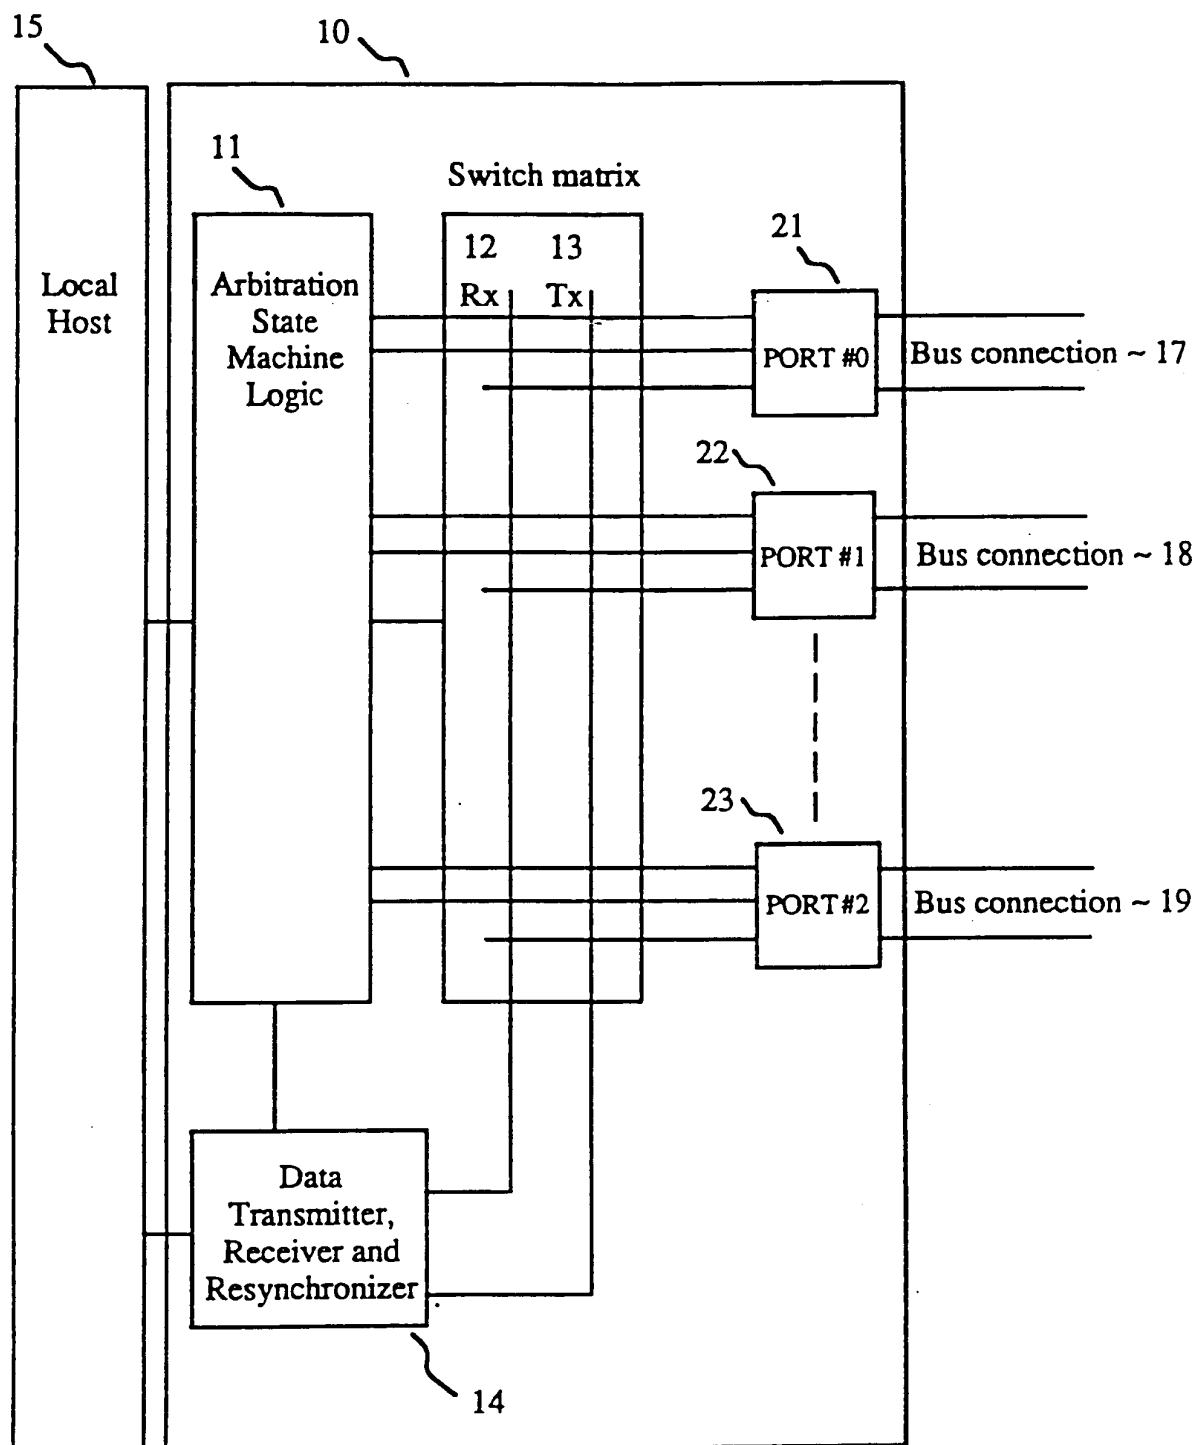 15
10
11
Switch matrix
12 13
Rx Tx
21
Local
Host
Arbitration
State
Machine
Logic
PORT #0
Bus connection ~ 17
22
PORT #1
Bus connection ~ 18
23
PORT #2
Bus connection ~ 19
Data
Transmitter,
Receiver and
Resynchronizer
14